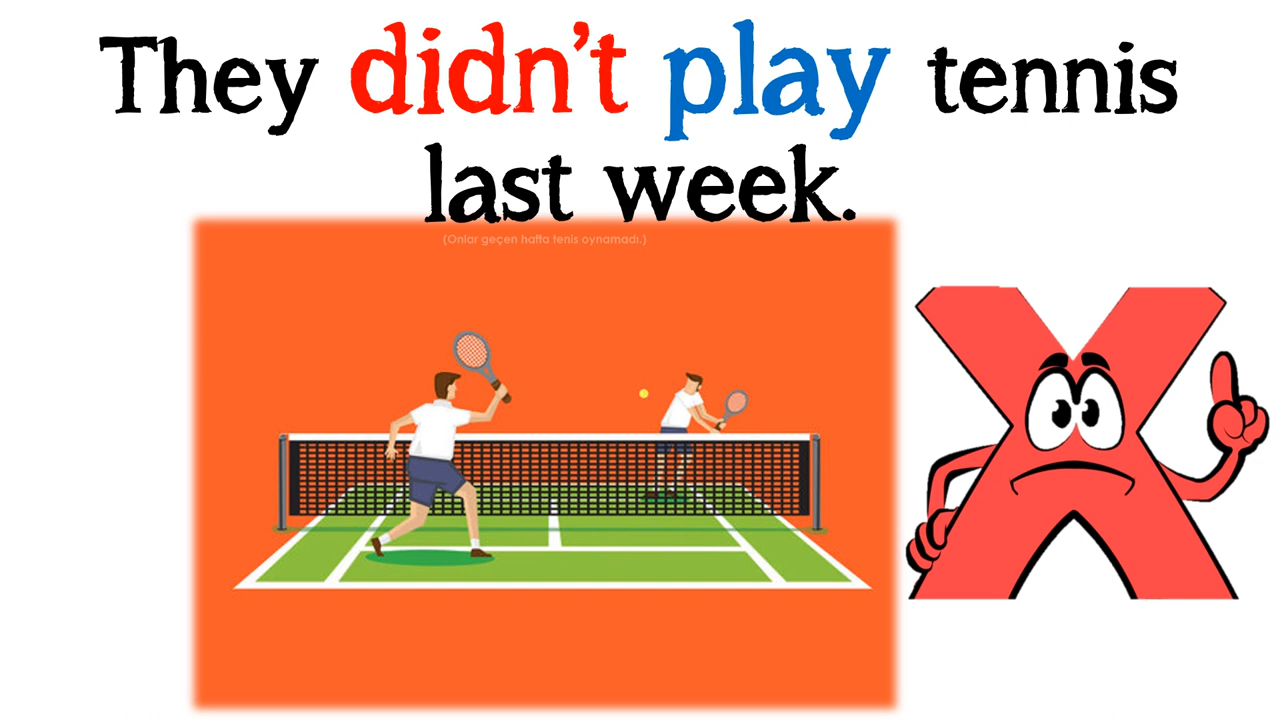 They didn't play tennis
last week.
(Onlar geçen hafta tenis oynamadı.)